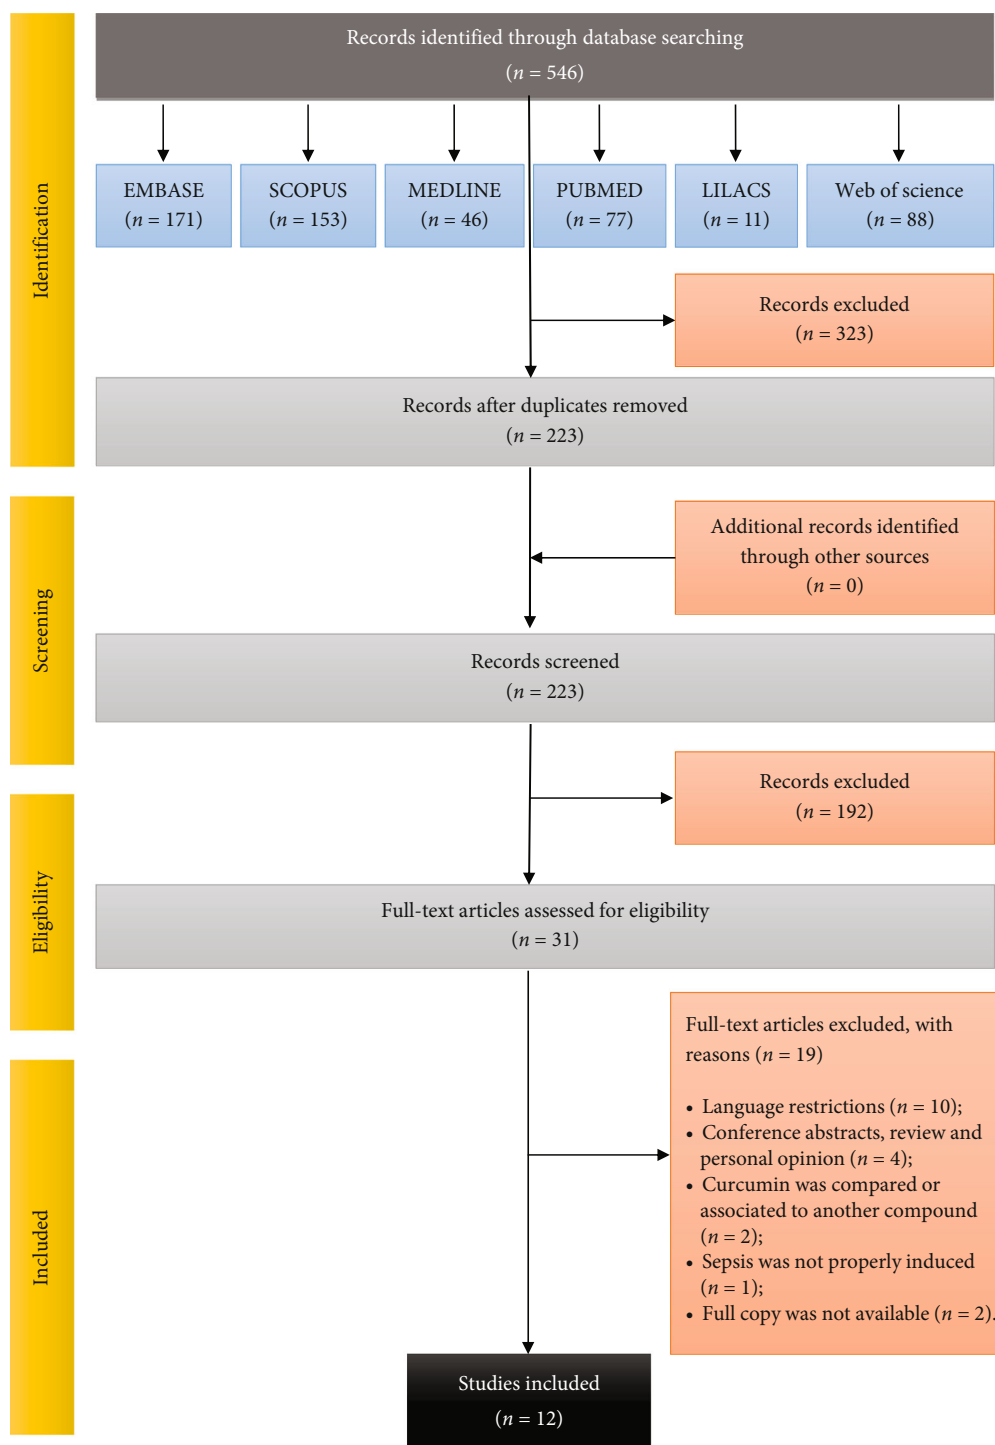 Identification
Records identified through database searching
(n = 546)
EMBASE
(n = 171)
SCOPUS
(n = 153)
MEDLINE
(n = 46)
PUBMED
(n = 77)
LILACS
(n = 11)
Web of science
(n = 88)
Records excluded
(n = 323)
Records after duplicates removed
(n = 223)
Screening
Additional records identified
through other sources
(n = 0)
Records screened
(n = 223)
Records excluded
(n = 192)
Eligibility
Full-text articles assessed for eligibility
(n = 31)
Included
Full-text articles excluded, with
reasons (n = 19)
• Language restrictions (n = 10);
• Conference abstracts, review and
personal opinion (n = 4);
• Curcumin was compared or
associated to another compound
(n = 2);
• Sepsis was not properly induced
(n = 1);
• Full copy was not available (n = 2).
Studies included
(n = 12)